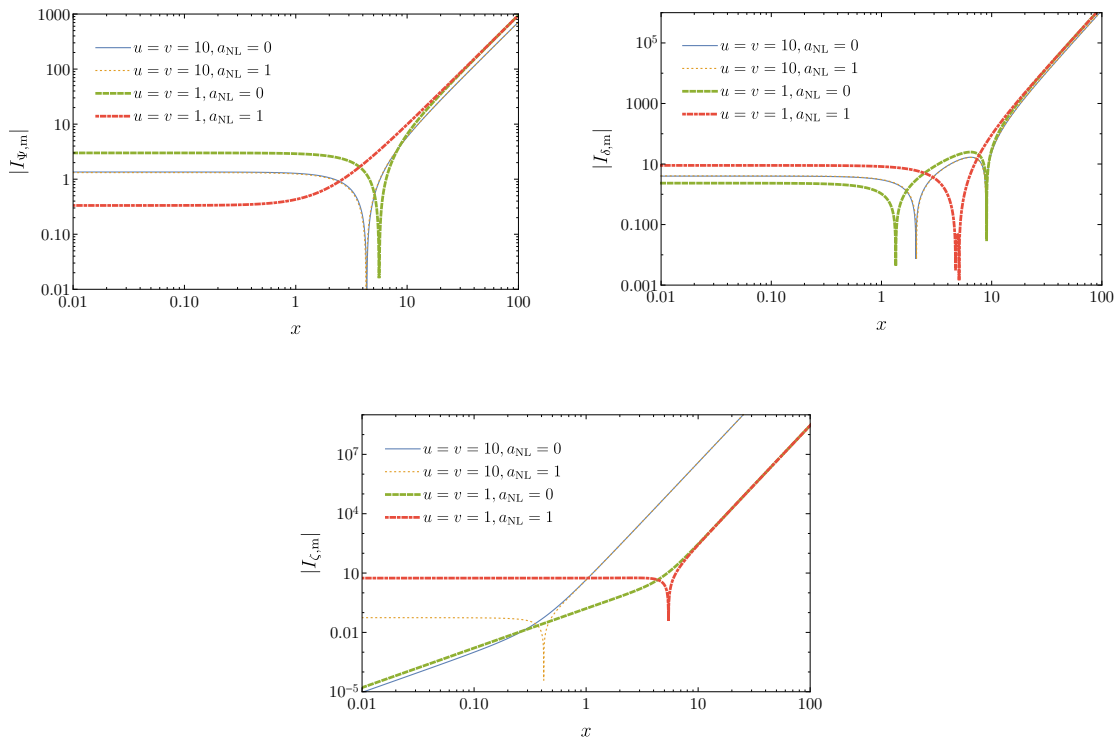 1000
100
10
1
0.10
0.01
|I_Ψ,m|
u = v = 10, a_NL = 0
u = v = 10, a_NL = 1
u = v = 1, a_NL = 0
u = v = 1, a_NL = 1
0.01 0.10 1 10 100
x
10^5
1000
10
0.100
0.001
|I_δ,m|
u = v = 10, a_NL = 0
u = v = 10, a_NL = 1
u = v = 1, a_NL = 0
u = v = 1, a_NL = 1
0.01 0.10 1 10 100
x
10^7
10^4
10
0.01
10^-5
|I_ζ,m|
u = v = 10, a_NL = 0
u = v = 10, a_NL = 1
u = v = 1, a_NL = 0
u = v = 1, a_NL = 1
0.01 0.10 1 10 100
x